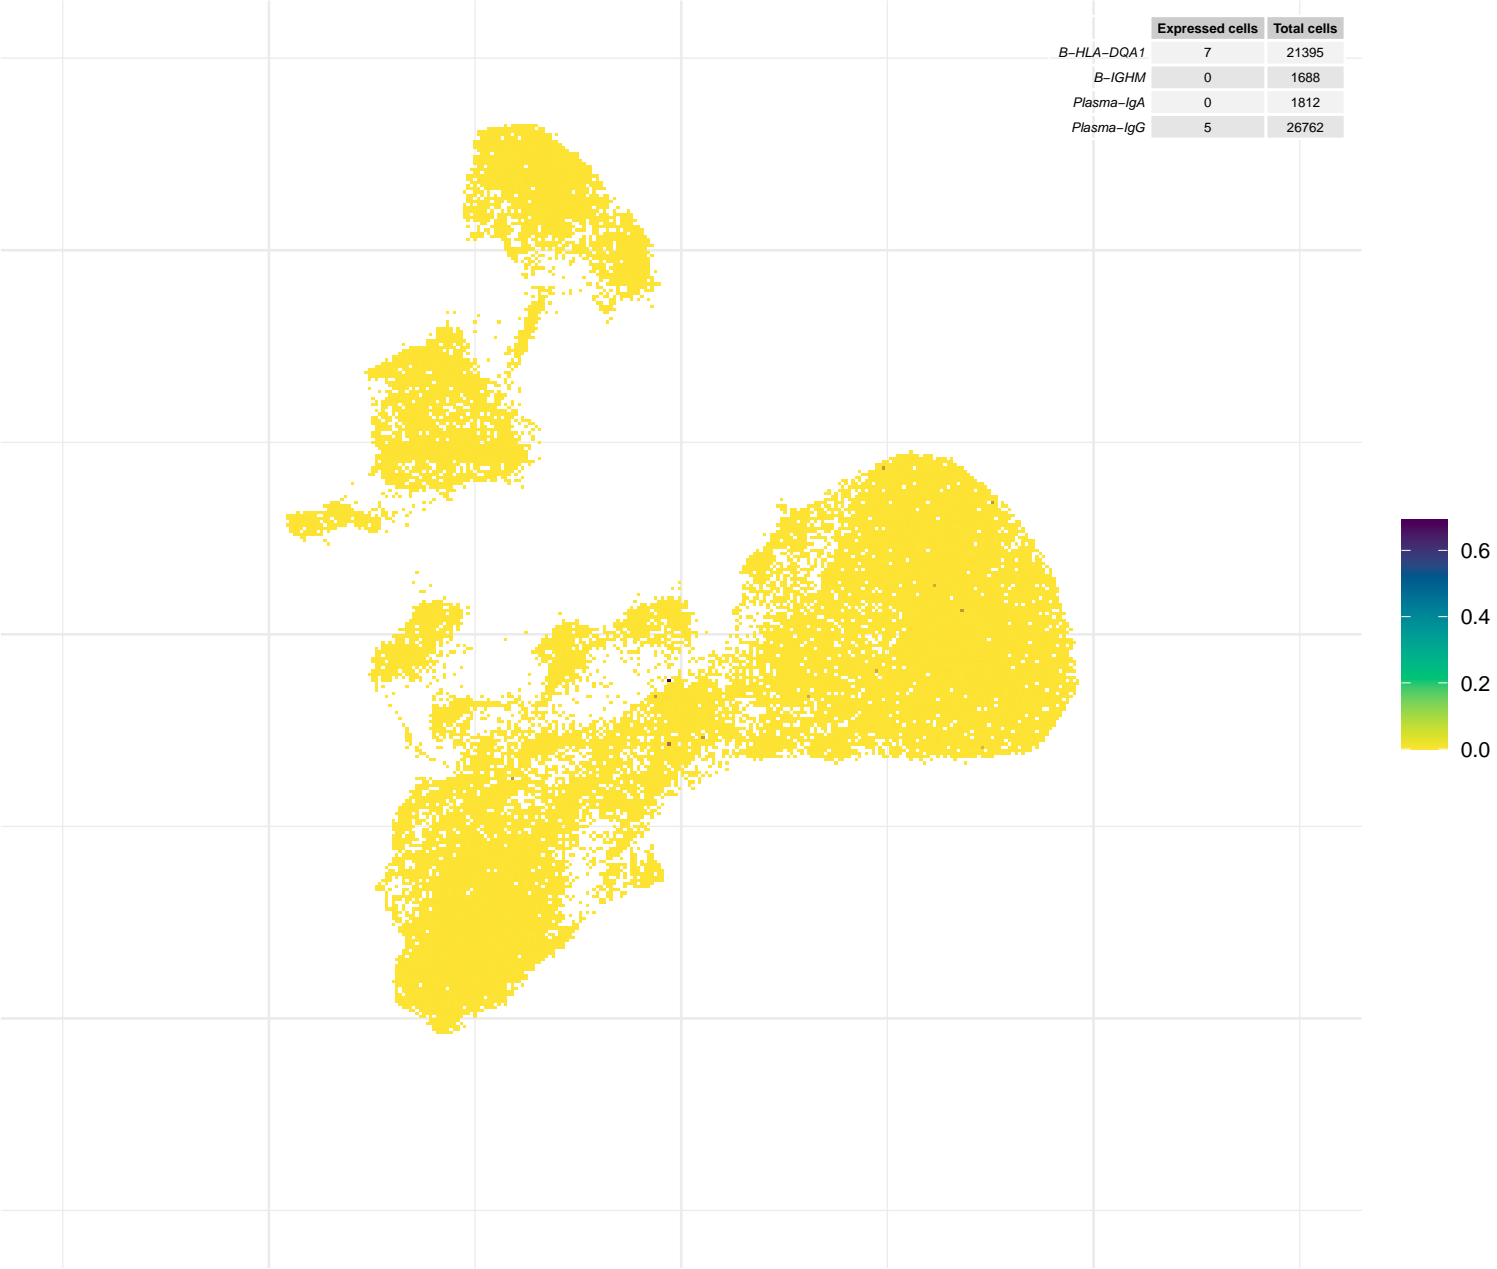 Expressed cells Total cells
B−HLA−DQA1 7 21395
B−IGHM 0 1688
Plasma−IgA 0 1812
Plasma−IgG 5 26762
0.6
0.4
0.2
0.0